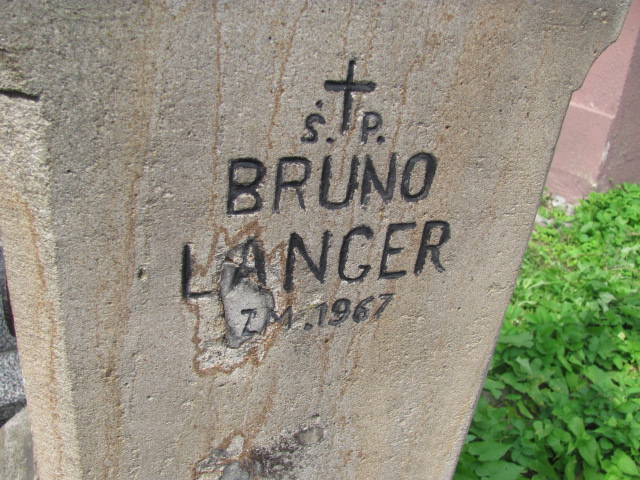 Ś. P.
BRUNO
LANGER
ZM. 1967